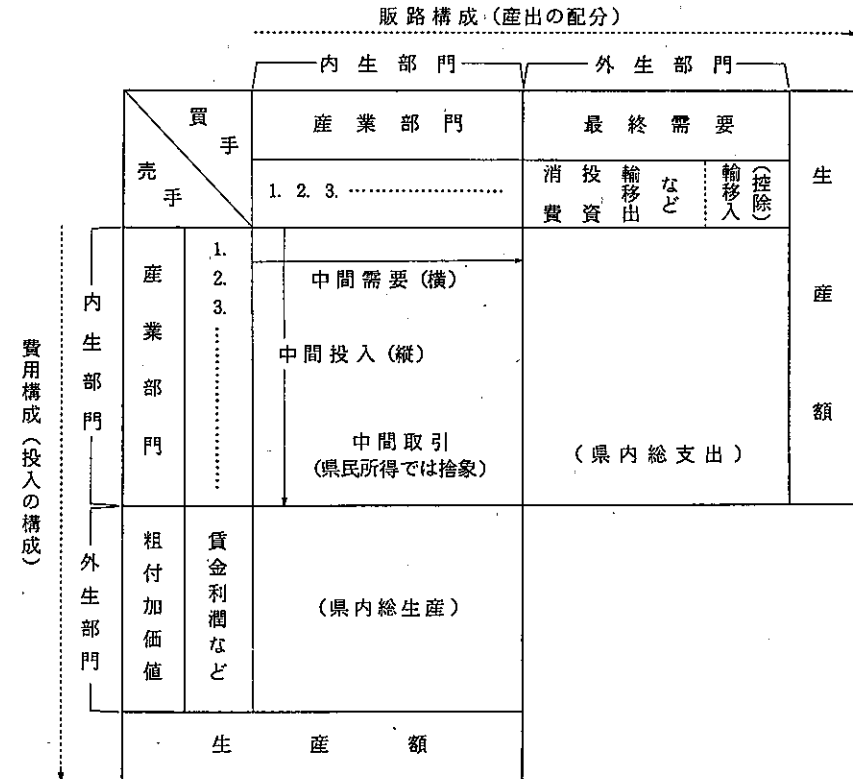 販路構成（産出の配分）
内生部門
外生部門
買手
売手
産業部門
最終需要
生産額
1. 2. 3. ……………………
消費
投資
輸移出
など
輸移入
（控除）
費用構成（投入の構成）
内生部門
産業部門
1.
2.
3.
中間需要（横）
中間投入（縦）
中間取引
（県民所得では捨象）
（県内総支出）
外生部門
粗付加価値
賃金利潤など
（県内総生産）
生産額